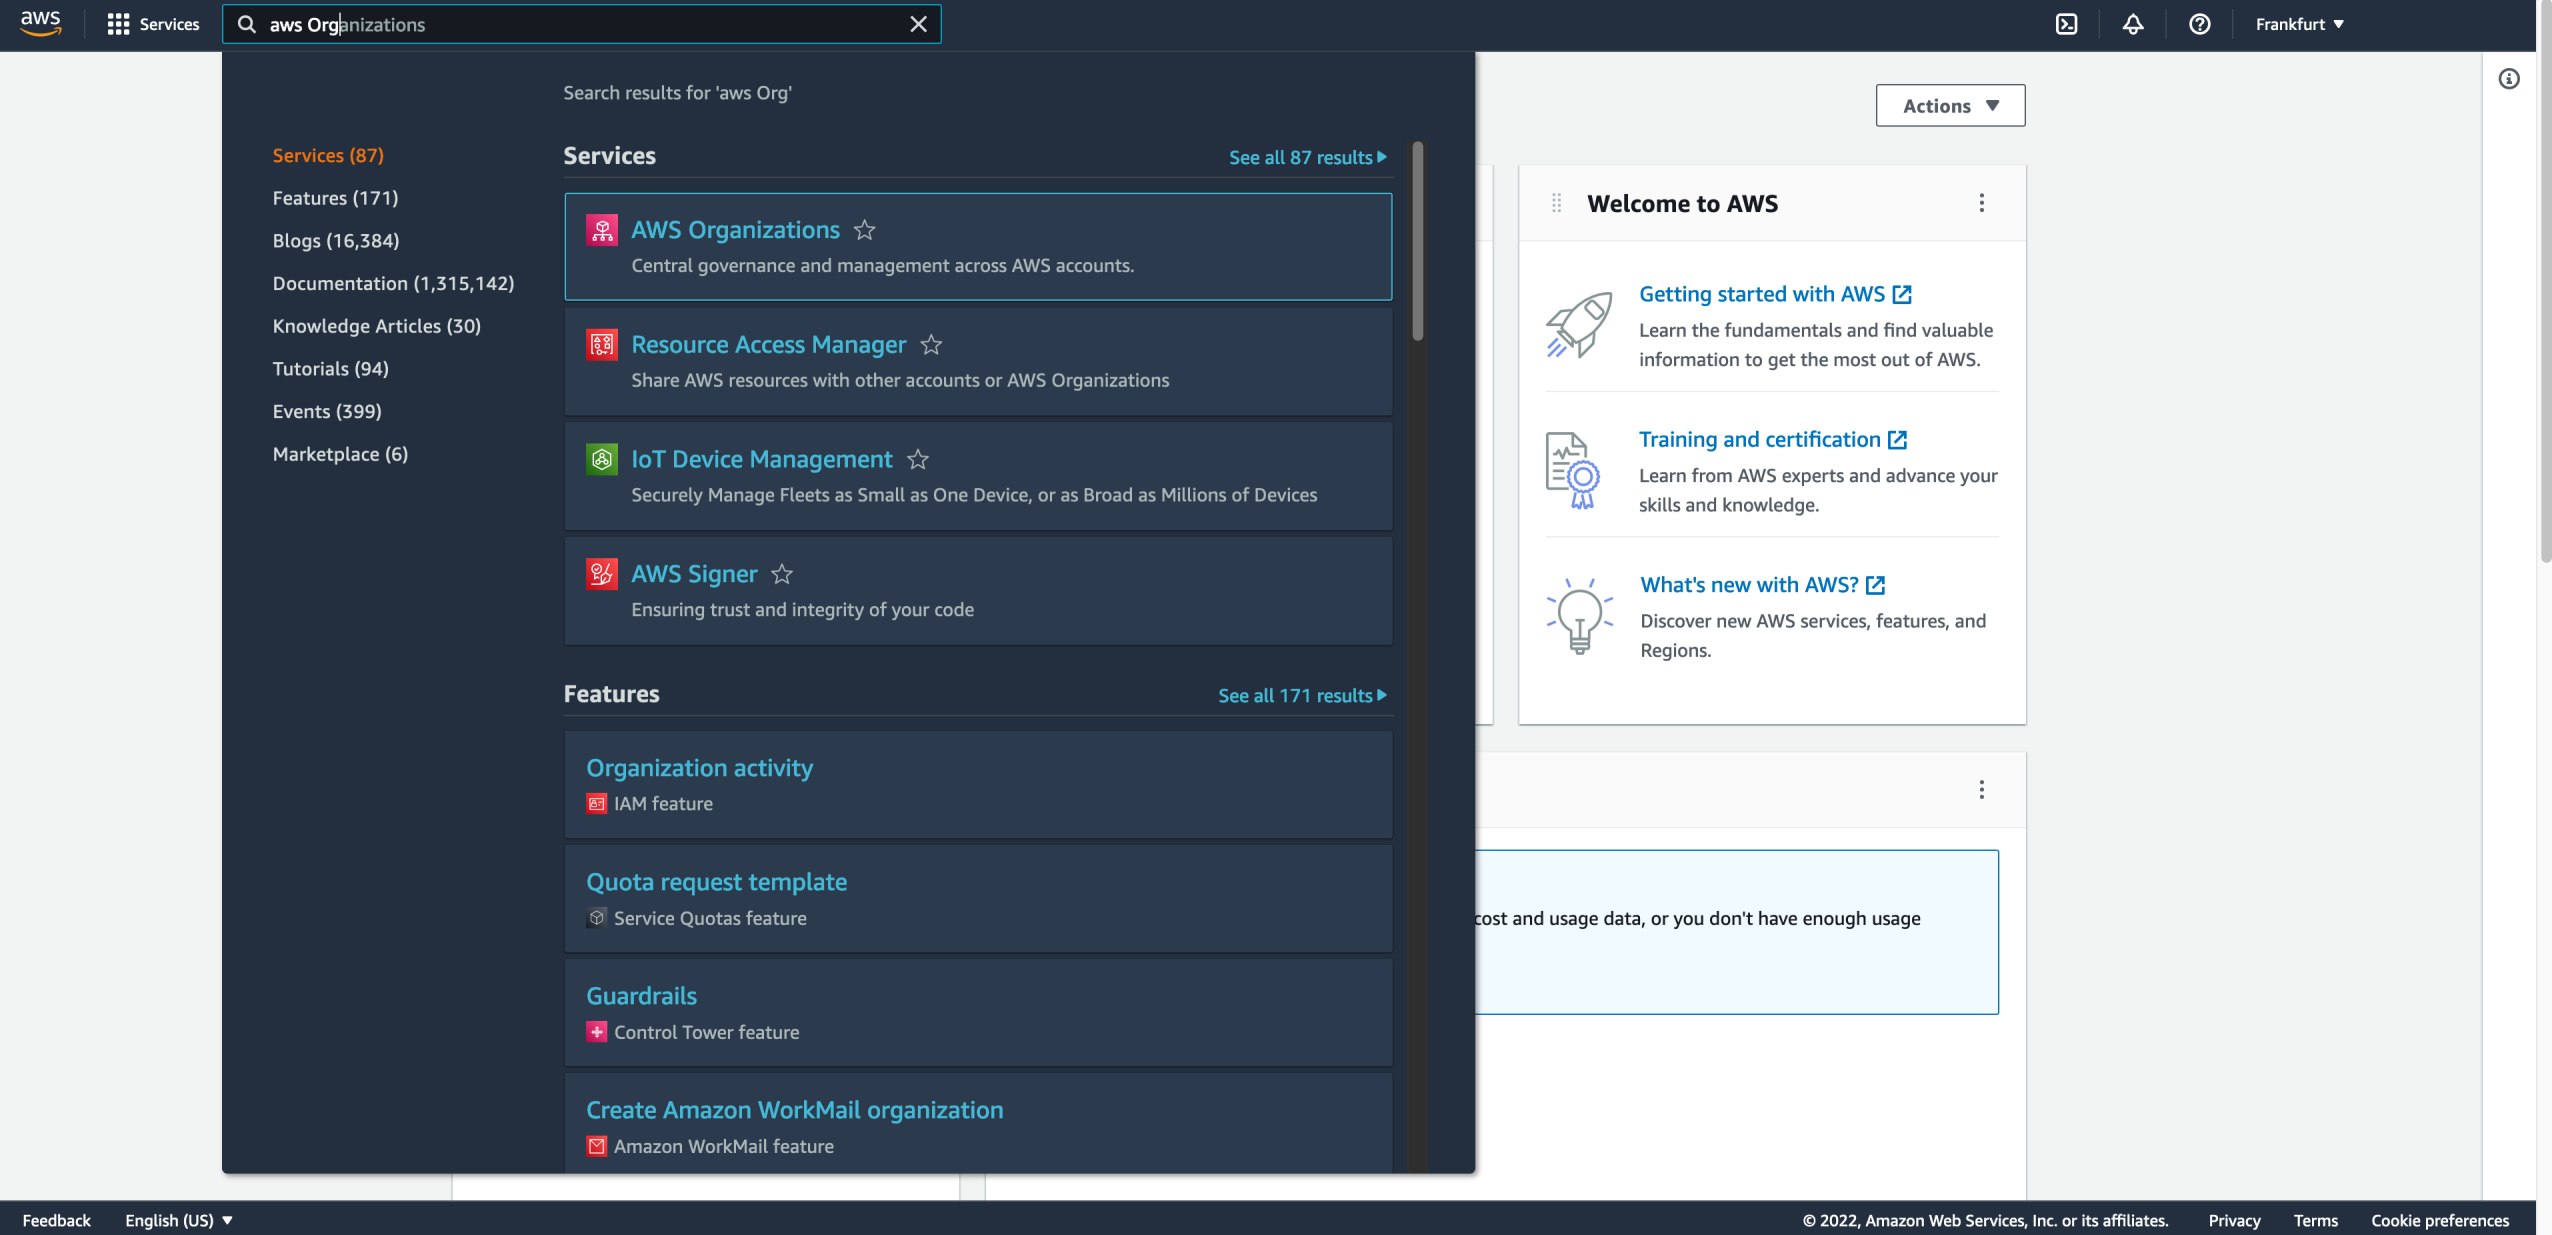 aws
Services
aws Organizations
Frankfurt
Search results for 'aws Org'
Services (87)
Features (171)
Blogs (16,384)
Documentation (1,315,142)
Knowledge Articles (30)
Tutorials (94)
Events (399)
Marketplace (6)
Services
See all 87 results
AWS Organizations
Central governance and management across AWS accounts.
Resource Access Manager
Share AWS resources with other accounts or AWS Organizations
IoT Device Management
Securely Manage Fleets as Small as One Device, or as Broad as Millions of Devices
AWS Signer
Ensuring trust and integrity of your code
Features
See all 171 results
Organization activity
IAM feature
Quota request template
Service Quotas feature
Guardrails
Control Tower feature
Create Amazon WorkMail organization
Amazon WorkMail feature
Actions
Welcome to AWS
Getting started with AWS
Learn the fundamentals and find valuable
information to get the most out of AWS.
Training and certification
Learn from AWS experts and advance your
skills and knowledge.
What's new with AWS?
Discover new AWS services, features, and
Regions.
cost and usage data, or you don't have enough usage
Feedback
English (US)
© 2022, Amazon Web Services, Inc. or its affiliates.
Privacy
Terms
Cookie preferences